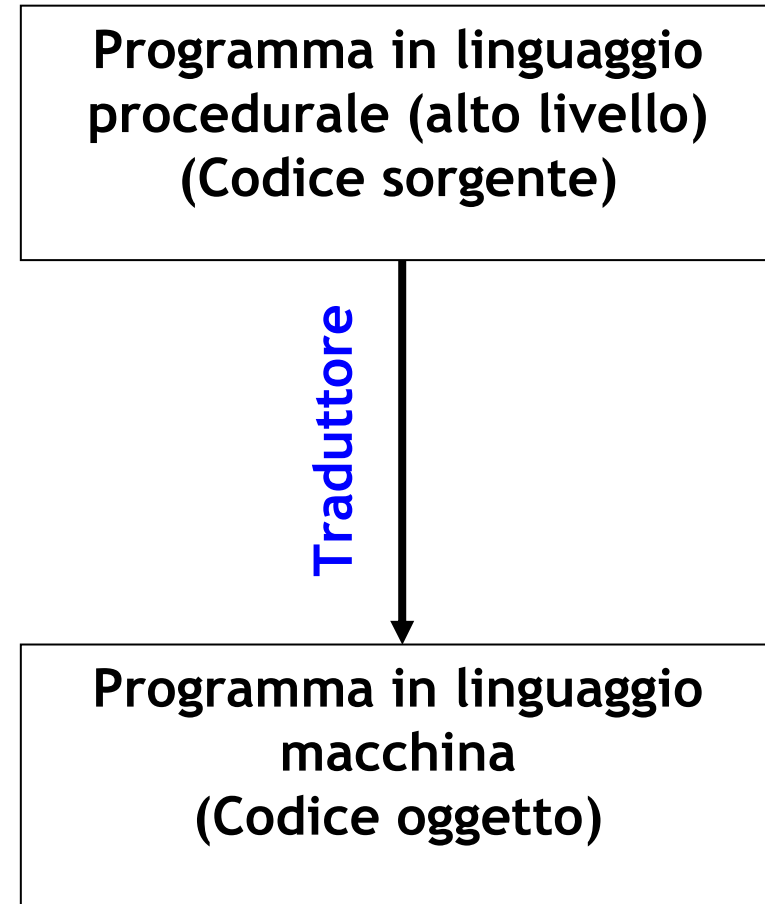 Programma in linguaggio
procedurale (alto livello)
(Codice sorgente)
Traduttore
Programma in linguaggio
macchina
(Codice oggetto)